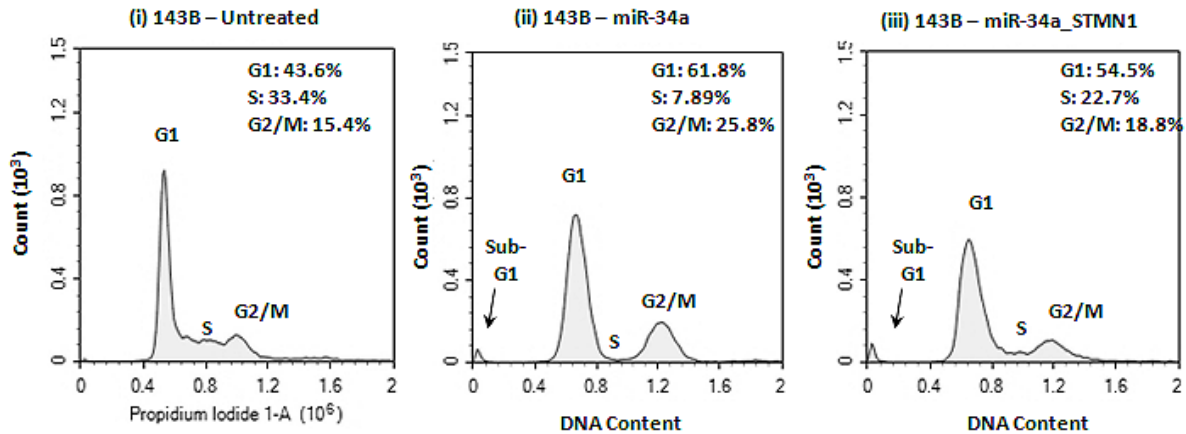 (i) 143B – Untreated
1.5
1.2
0.8
0.4
0
Count (10³)
G1: 43.6%
S: 33.4%
G2/M: 15.4%
G1
S
G2/M
0 0.4 0.8 1.2 1.6 2
Propidium Iodide 1-A (10⁶)
(ii) 143B – miR-34a
1.5
1.2
0.8
0.4
0
Count (10³)
G1: 61.8%
S: 7.89%
G2/M: 25.8%
G1
Sub-
G1
S
G2/M
0 0.4 0.8 1.2 1.6 2
DNA Content
(iii) 143B – miR-34a_STMN1
1.5
1.2
0.8
0.4
0
Count (10³)
G1: 54.5%
S: 22.7%
G2/M: 18.8%
G1
Sub-
G1
S
G2/M
0 0.4 0.8 1.2 1.6 2
DNA Content